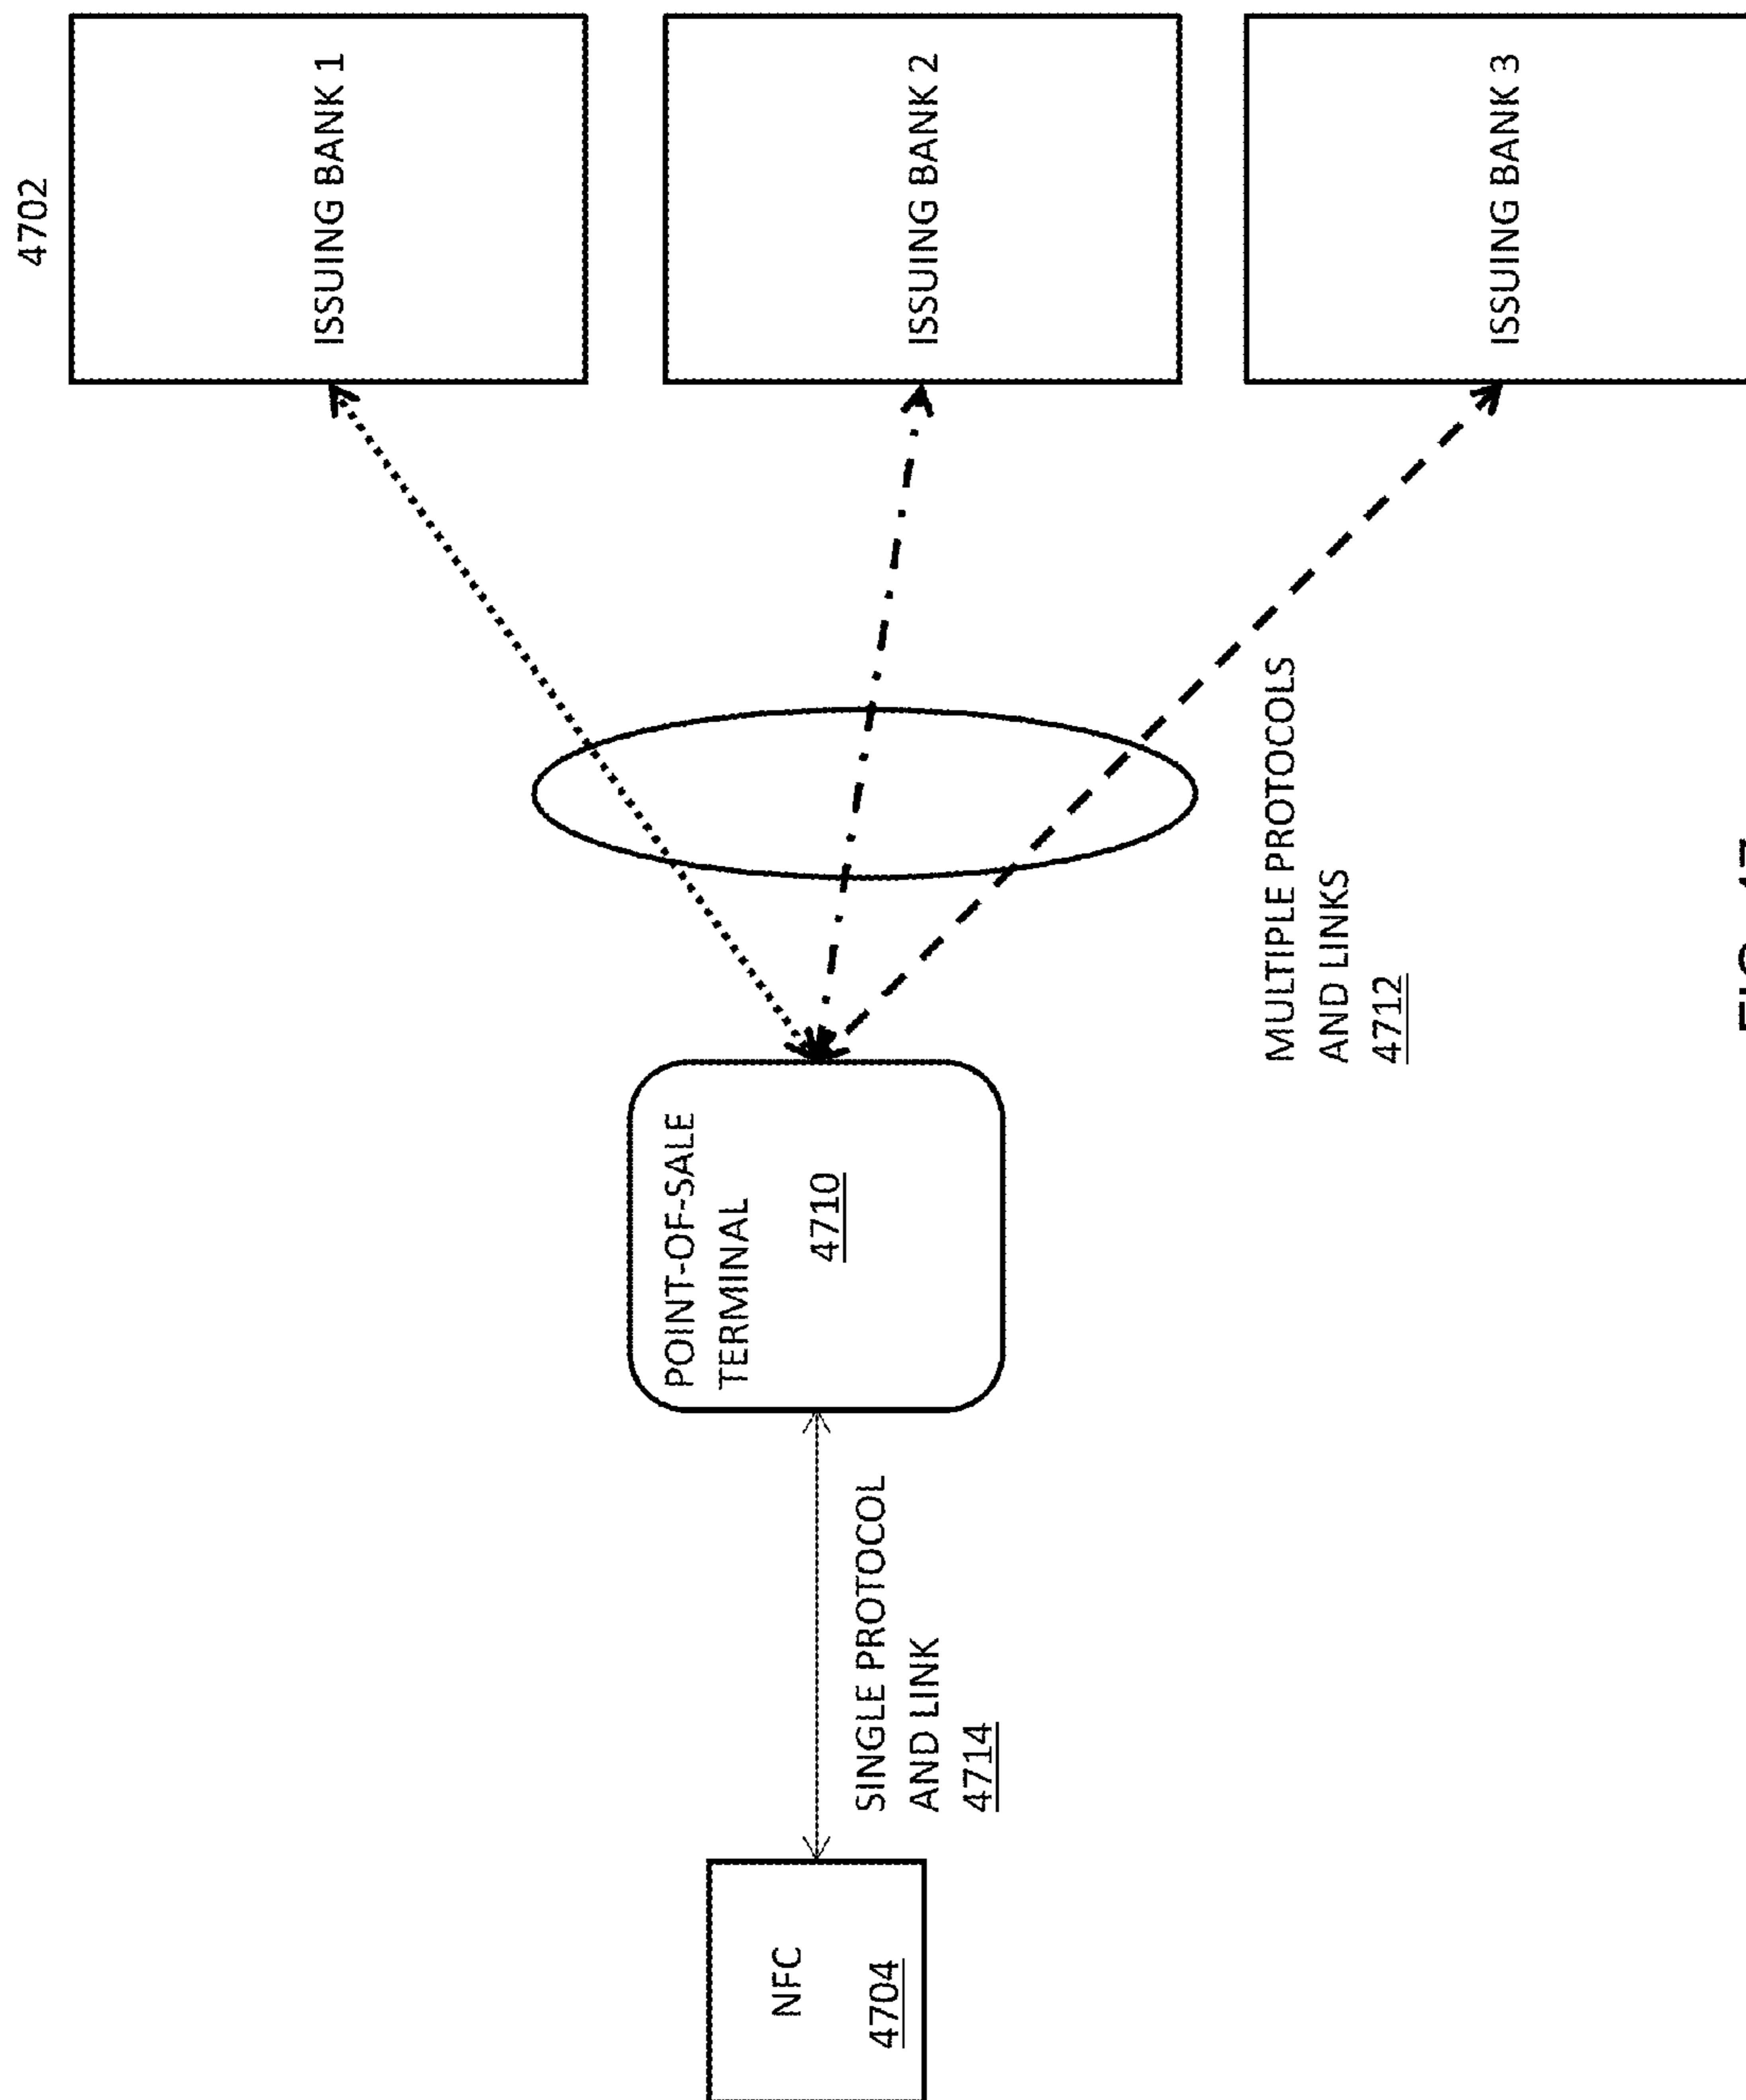 4702
ISSUING BANK 1
ISSUING BANK 2
ISSUING BANK 3
POINT-OF-SALE
TERMINAL
4710
MULTIPLE PROTOCOLS
AND LINKS
4712
SINGLE PROTOCOL
AND LINK
4714
NFC
4704